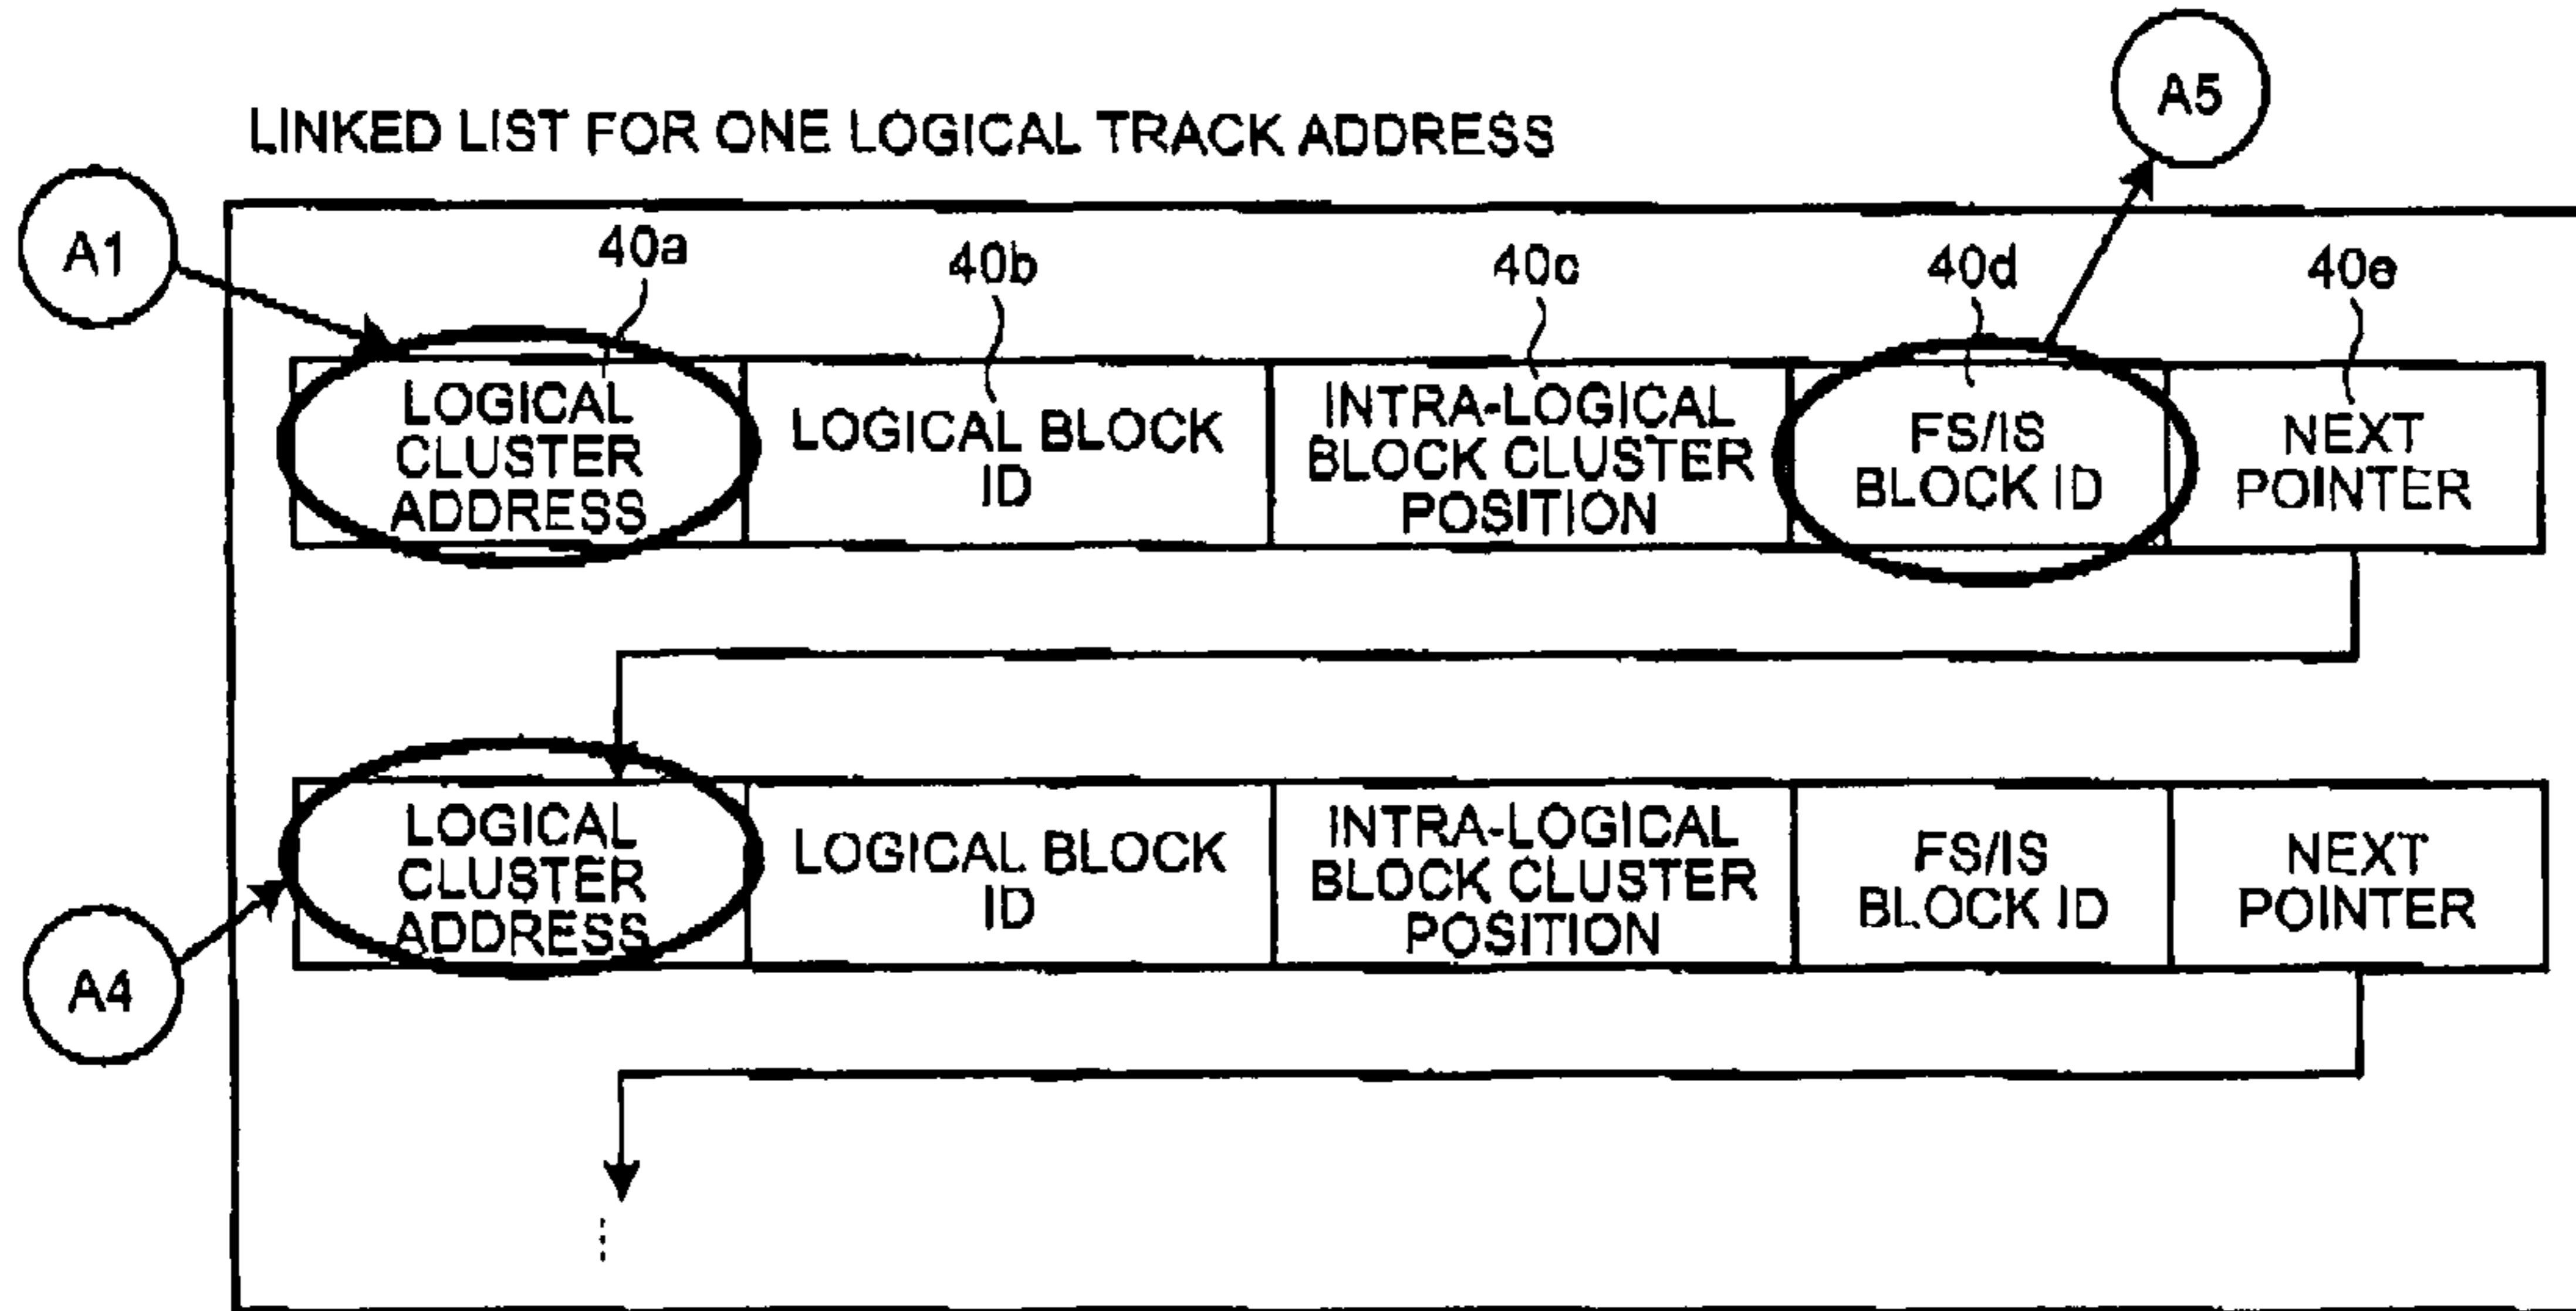 A5
LINKED LIST FOR ONE LOGICAL TRACK ADDRESS
A1
40a 40b 40c 40d 40e
LOGICAL
CLUSTER
ADDRESS
LOGICAL BLOCK
ID
INTRA-LOGICAL
BLOCK CLUSTER
POSITION
FS/IS
BLOCK ID
NEXT
POINTER
LOGICAL
CLUSTER
ADDRESS
LOGICAL BLOCK
ID
INTRA-LOGICAL
BLOCK CLUSTER
POSITION
FS/IS
BLOCK ID
NEXT
POINTER
A4